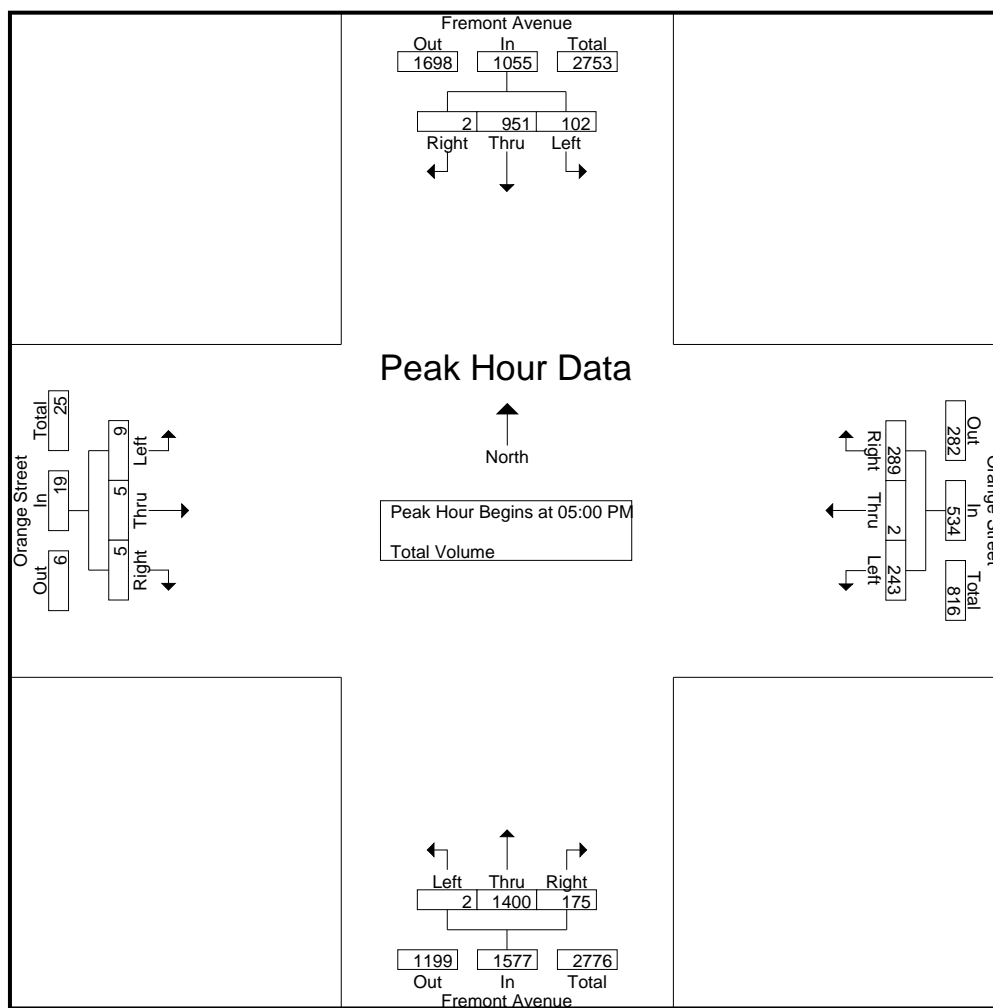 Fremont Avenue
Out In Total
1698 1055 2753
2 951 102
Right Thru Left
Peak Hour Data
North
Peak Hour Begins at 05:00 PM
Total Volume
Orange Street
Total In Out
25 19 6
9 5 5
Left Thru Right
Right Thru Left
289 2 243
Out In Total
282 534 816
Orange Street
Left Thru Right
2 1400 175
1199 1577 2776
Out In Total
Fremont Avenue